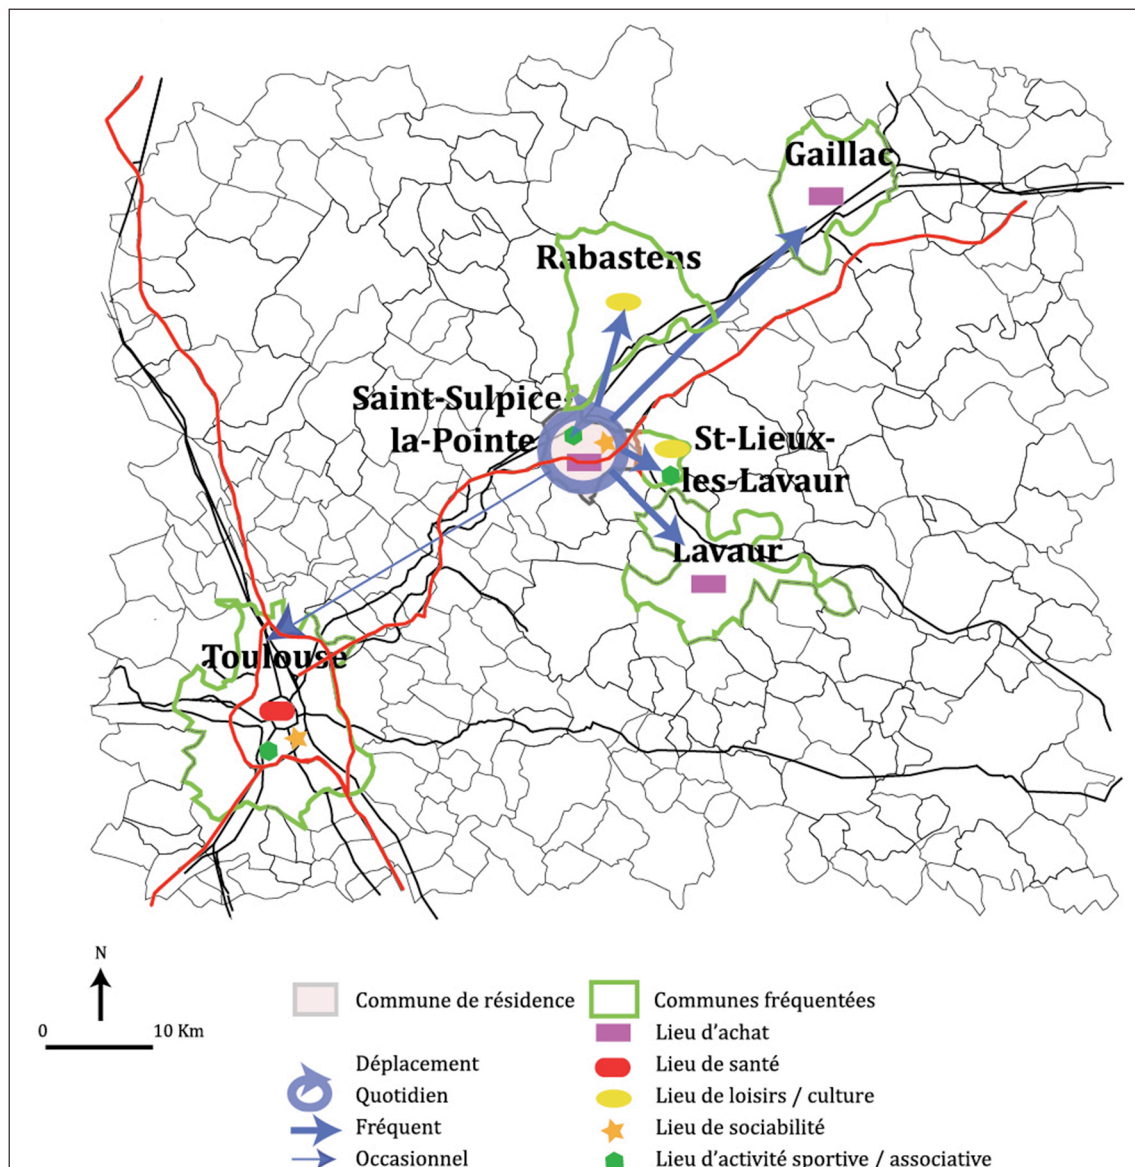 Gaillac
Rabastens
Saint-Sulpice-
la-Pointe
St-Lieux-
les-Lavaur
Lavaur
Toulouse
N
0 10 Km
Commune de résidence
Déplacement
Quotidien
Fréquent
Occasionnel
Communes fréquentées
Lieu d'achat
Lieu de santé
Lieu de loisirs / culture
Lieu de sociabilité
Lieu d'activité sportive / associative